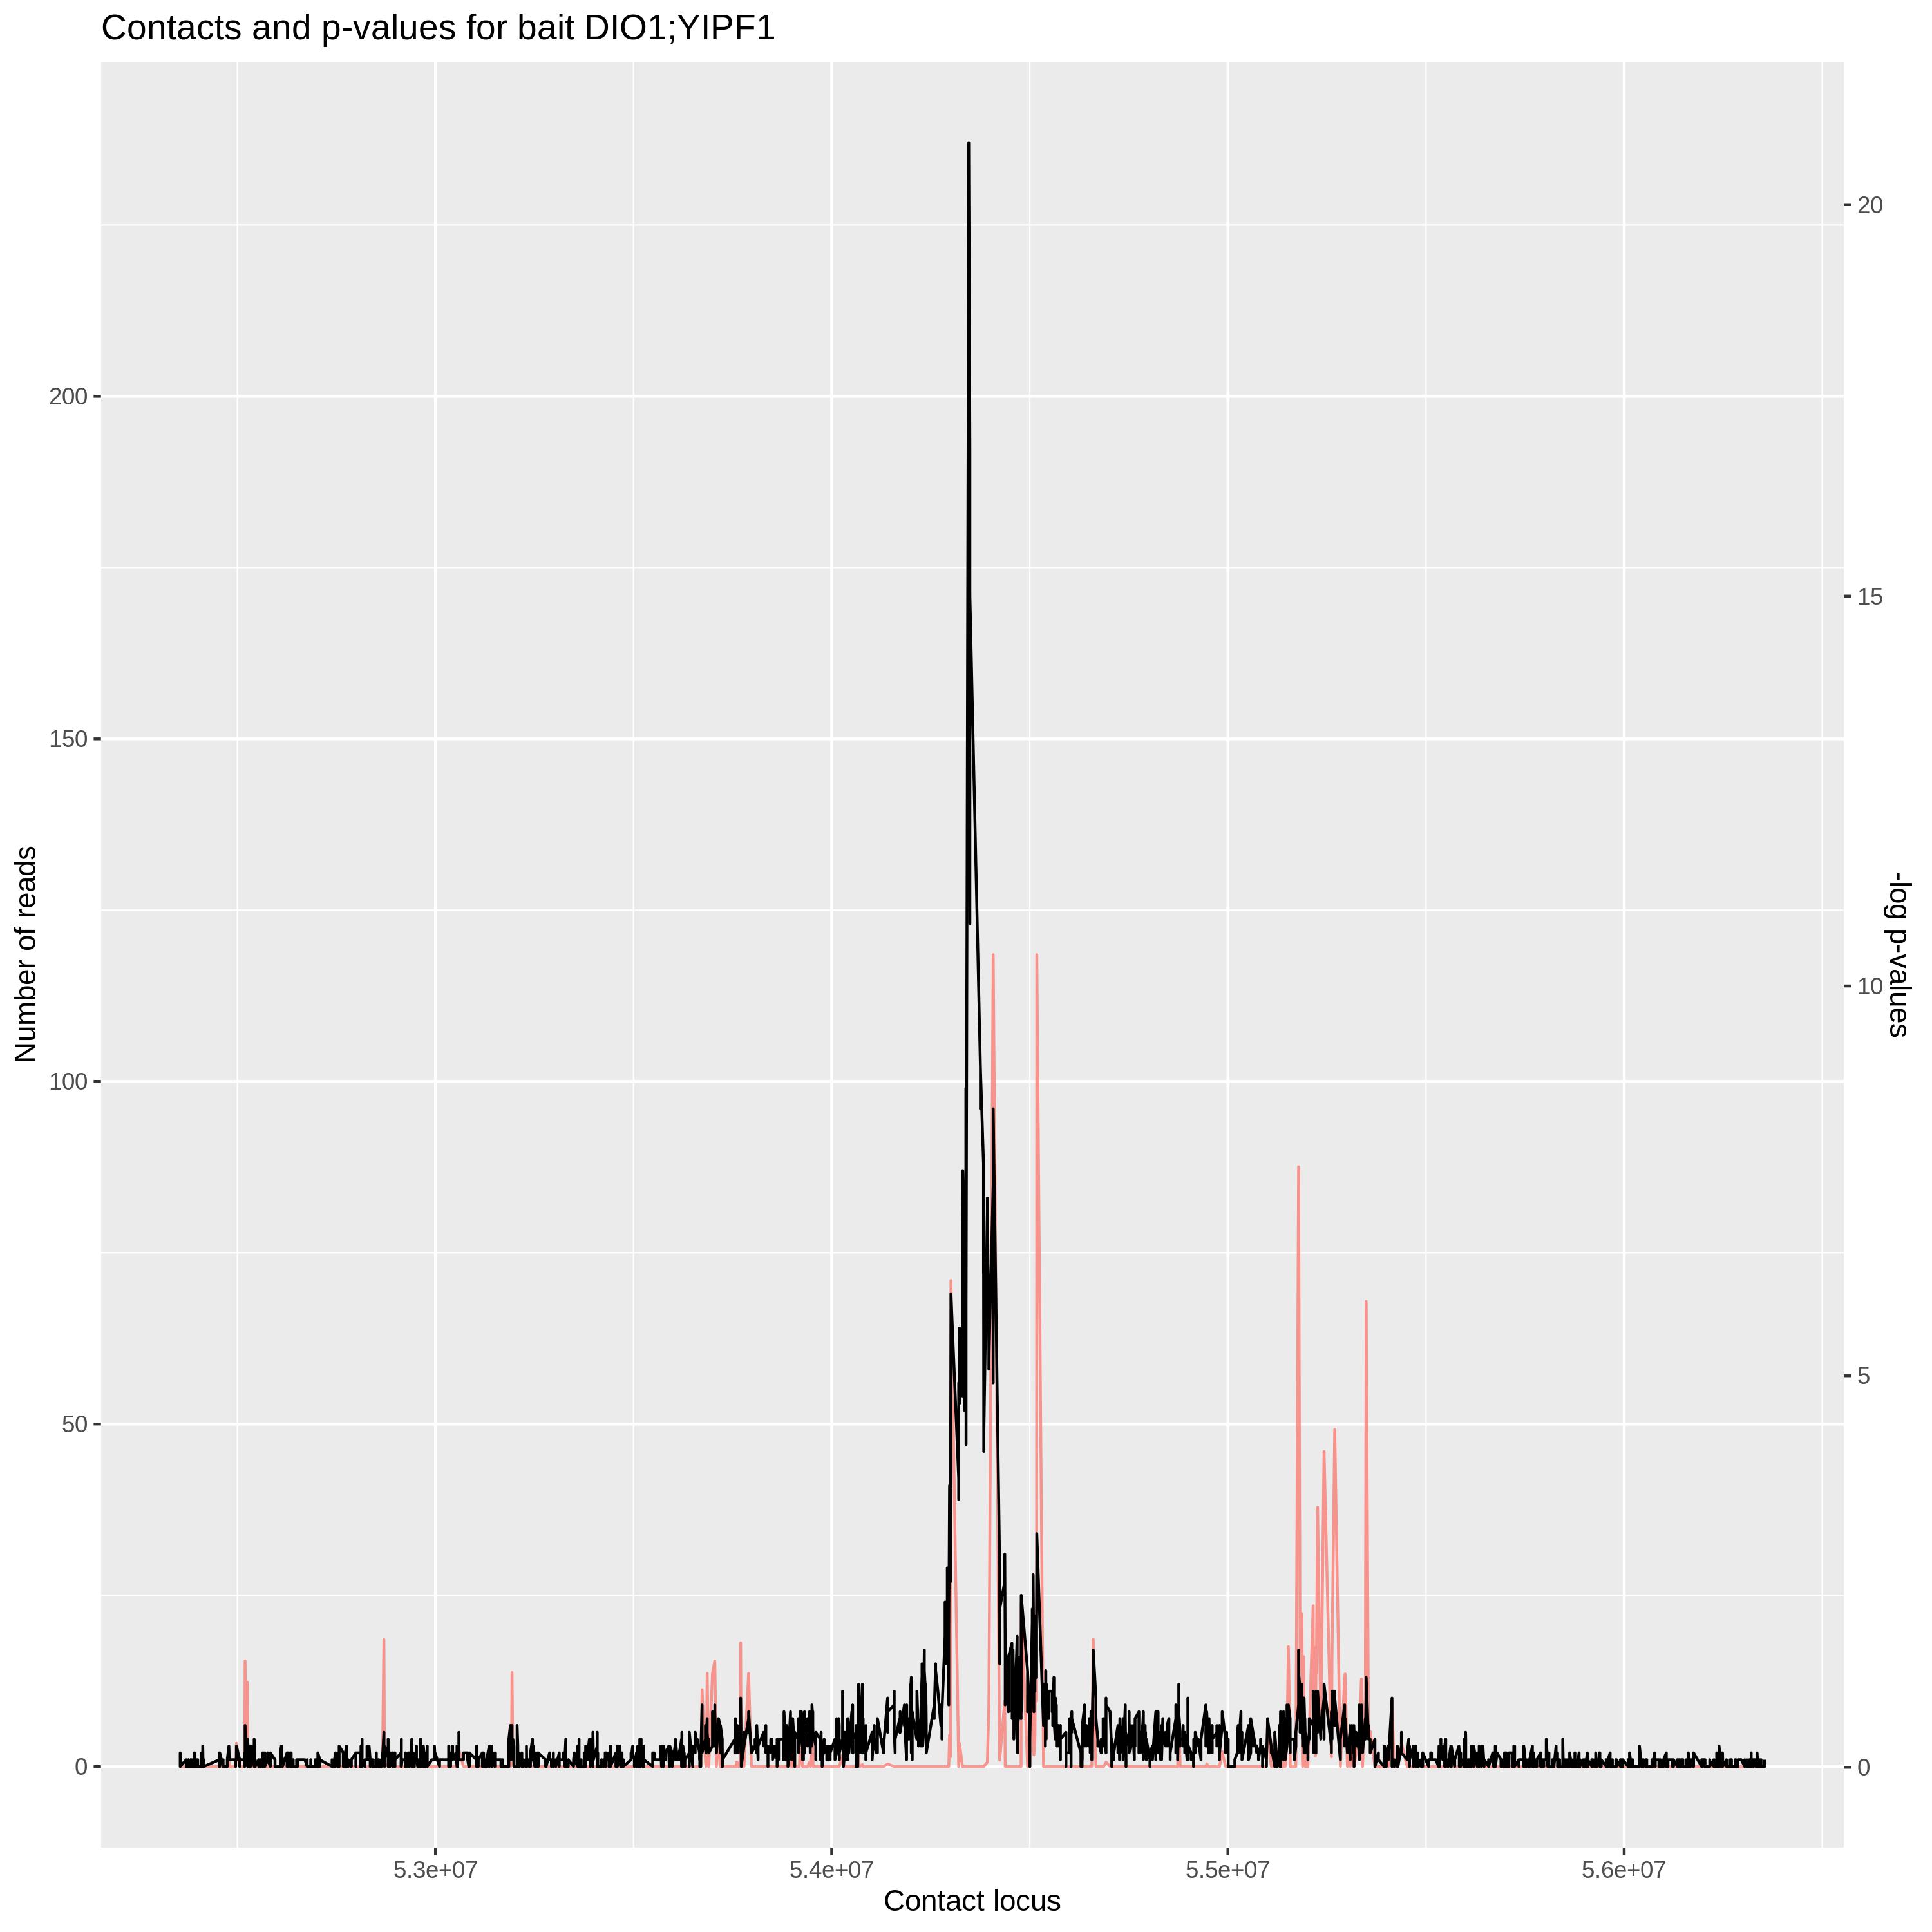 Contacts and p-values for bait DIO1;YIPF1
Number of reads
200
150
100
50
0
20
15
10
5
0
-log p-values
5.3e+07
5.4e+07
5.5e+07
5.6e+07
Contact locus